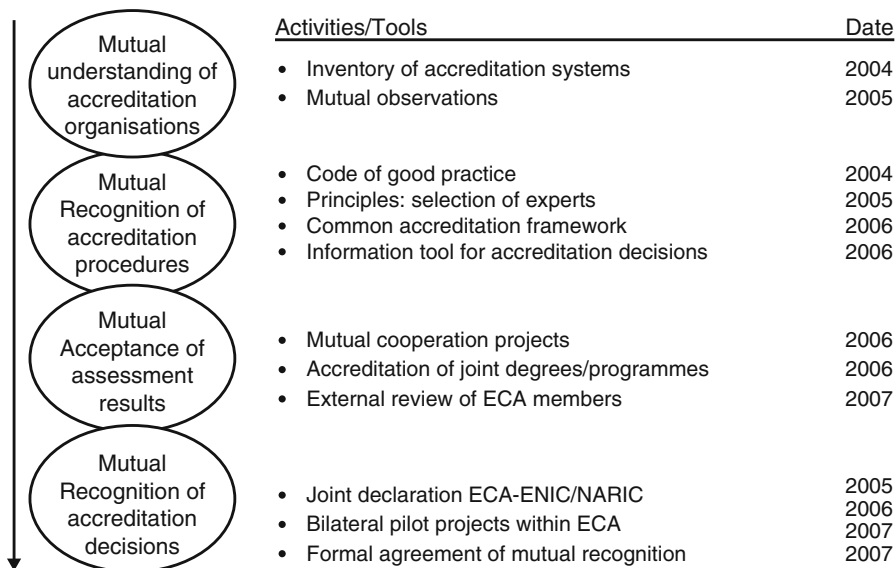 Activities/Tools Date
Mutual
understanding of
accreditation
organisations
• Inventory of accreditation systems 2004
• Mutual observations 2005
Mutual
Recognition of
accreditation
procedures
• Code of good practice 2004
• Principles: selection of experts 2005
• Common accreditation framework 2006
• Information tool for accreditation decisions 2006
Mutual
Acceptance of
assessment
results
• Mutual cooperation projects 2006
• Accreditation of joint degrees/programmes 2006
• External review of ECA members 2007
Mutual
Recognition of
accreditation
decisions
• Joint declaration ECA-ENIC/NARIC 2005
2006
• Bilateral pilot projects within ECA 2007
• Formal agreement of mutual recognition 2007